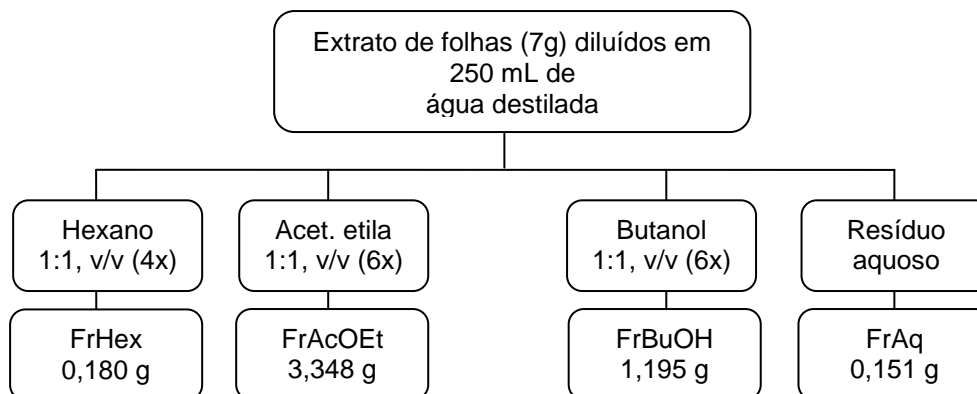 Extrato de folhas (7g) diluídos em
250 mL de
água destilada
Hexano
1:1, v/v (4x)
Acet. etila
1:1, v/v (6x)
Butanol
1:1, v/v (6x)
Resíduo
aquoso
FrHex
0,180 g
FrAcOEt
3,348 g
FrBuOH
1,195 g
FrAq
0,151 g